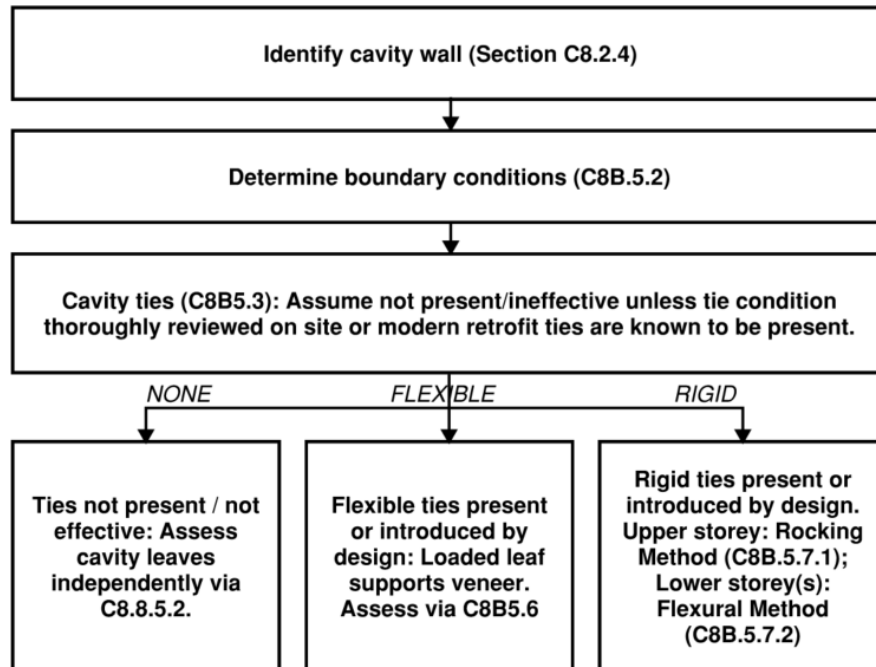 Identify cavity wall (Section C8.2.4)
Determine boundary conditions (C8B.5.2)
Cavity ties (C8B5.3): Assume not present/ineffective unless tie condition
thoroughly reviewed on site or modern retrofit ties are known to be present.
NONE
FLEXIBLE
RIGID
Ties not present / not
effective: Assess
cavity leaves
independently via
C8.8.5.2.
Flexible ties present
or introduced by
design: Loaded leaf
supports veneer.
Assess via C8B5.6
Rigid ties present or
introduced by design.
Upper storey: Rocking
Method (C8B.5.7.1);
Lower storey(s):
Flexural Method
(C8B.5.7.2)